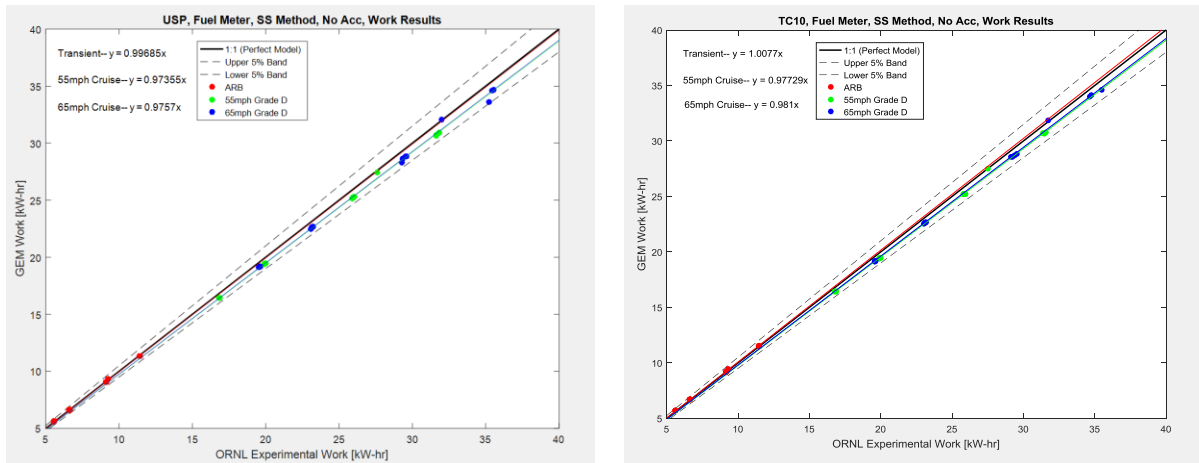 USP, Fuel Meter, SS Method, No Acc, Work Results
40
35
30
25
20
15
10
5
GEM Work [kW-hr]
Transient-- y = 0.99685x
55mph Cruise-- y = 0.97355x
65mph Cruise-- y = 0.9757x
1:1 (Perfect Model)
Upper 5% Band
Lower 5% Band
ARB
55mph Grade D
65mph Grade D
5
10
15
20
25
30
35
40
ORNL Experimental Work [kW-hr]
TC10, Fuel Meter, SS Method, No Acc, Work Results
40
35
30
25
20
15
10
5
GEM Work [kW-hr]
Transient-- y = 1.0077x
55mph Cruise-- y = 0.97729x
65mph Cruise-- y = 0.981x
1:1 (Perfect Model)
Upper 5% Band
Lower 5% Band
ARB
55mph Grade D
65mph Grade D
5
10
15
20
25
30
35
40
ORNL Experimental Work [kW-hr]